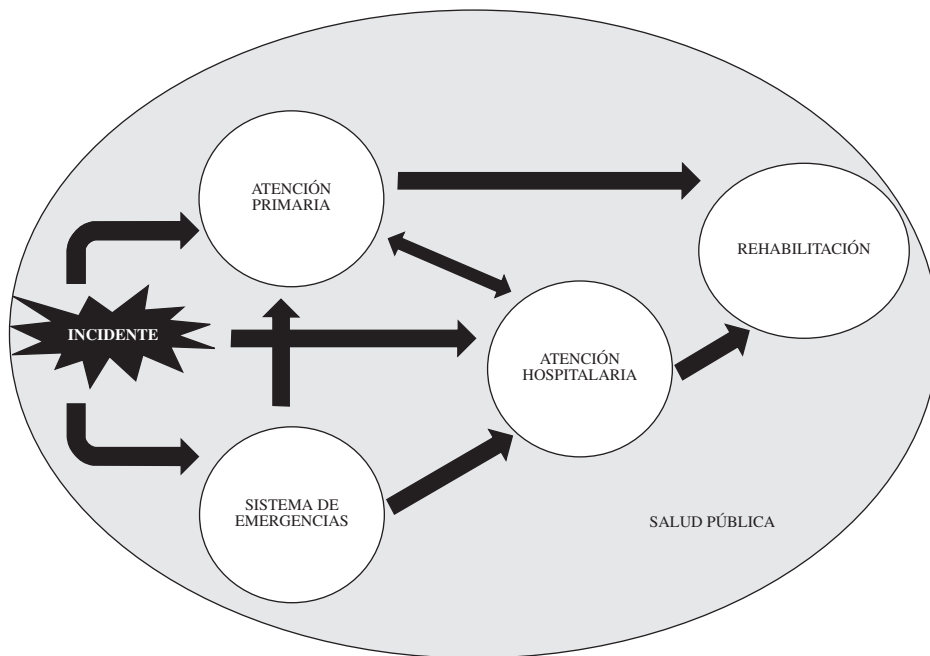 ATENCIÓN
PRIMARIA
REHABILITACIÓN
INCIDENTE
ATENCIÓN
HOSPITALARIA
SISTEMA DE
EMERGENCIAS
SALUD PÚBLICA